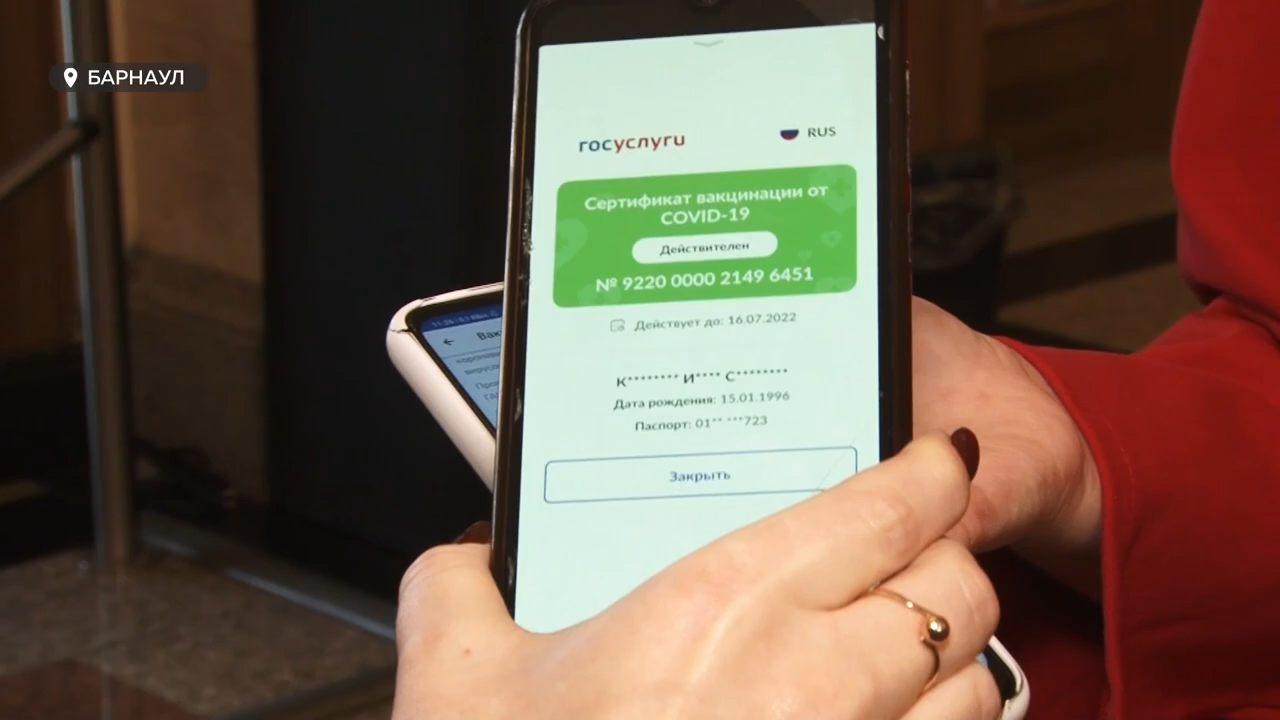 БАРНАУЛ
госуслуги
RUS
Сертификат вакцинации от
COVID-19
Действителен
№ 9220 0000 2149 6451
Действует до: 16.07.2022
К******** И**** С********
Дата рождения: 15.01.1996
Паспорт: 01** ***723
Закрыть